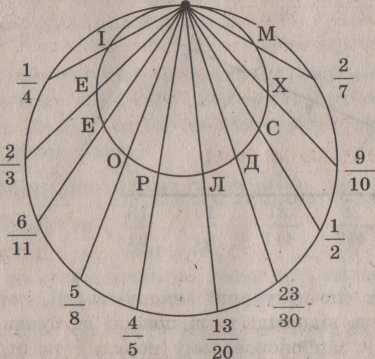 І М
1/4 Е Х 2/7
2/3 Е С 9/10
6/11 О Р Л Д 1/2
5/8 4/5 13/20 23/30